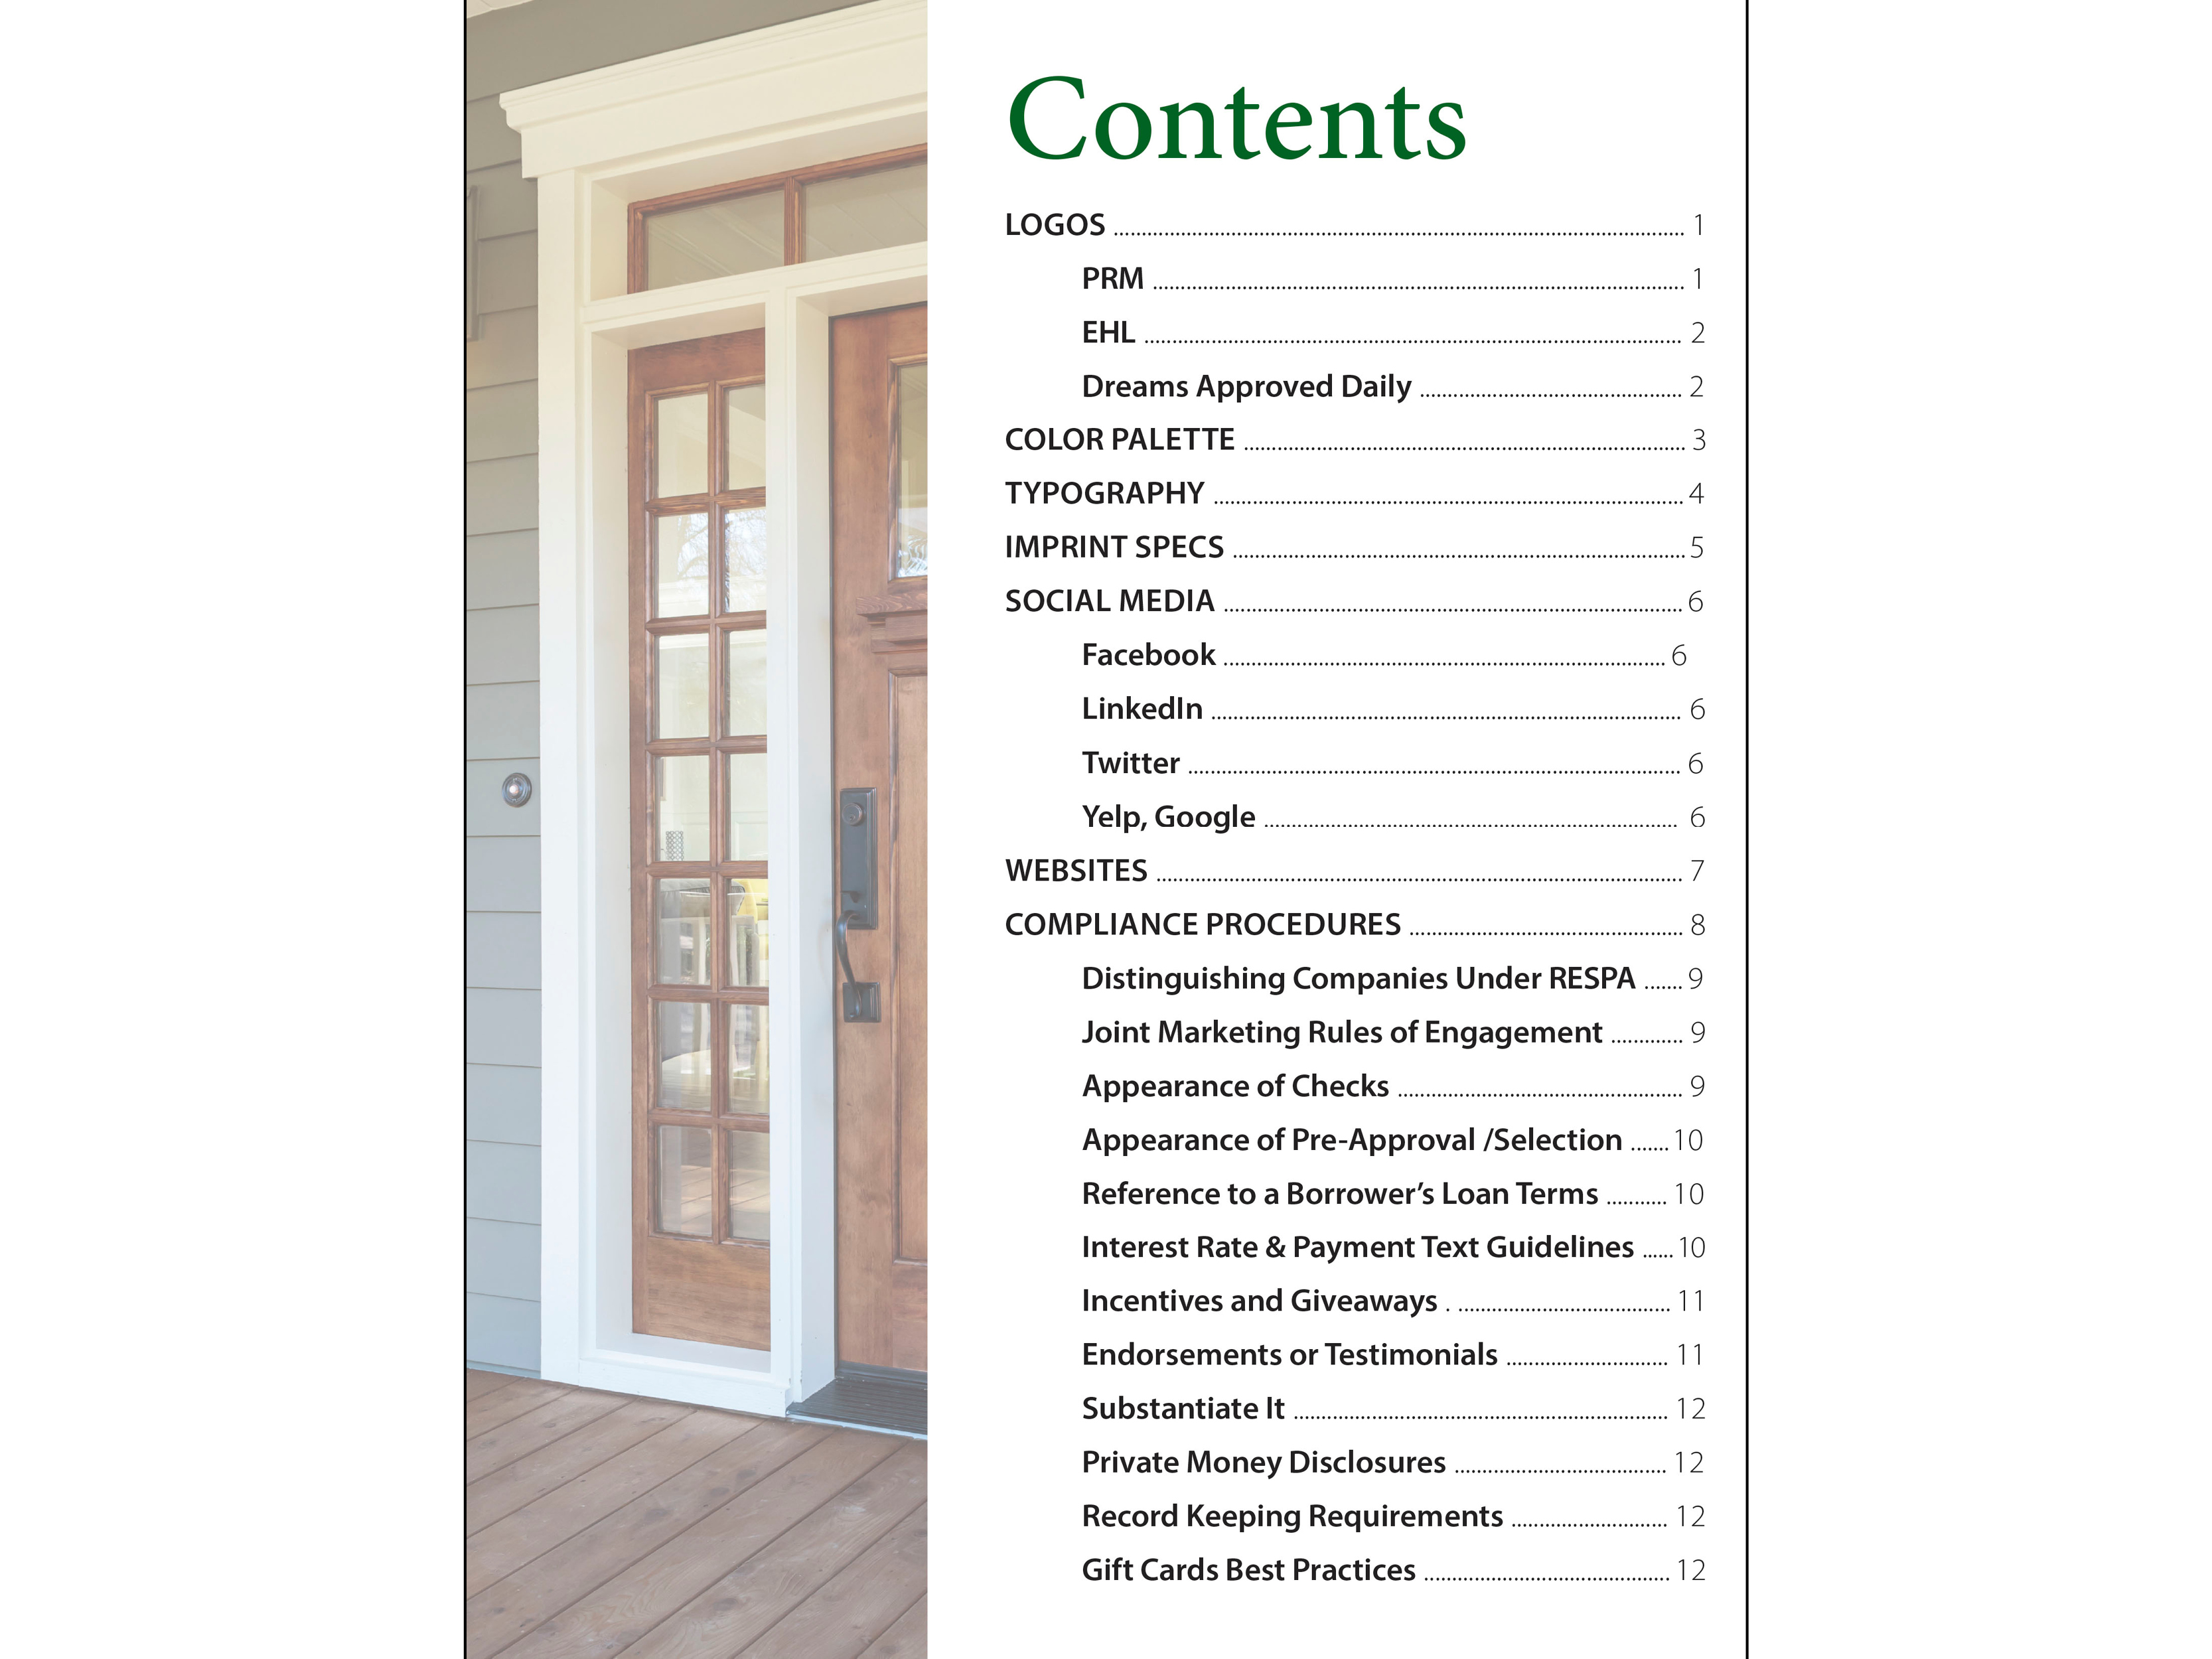 Contents
LOGOS ........................................................................................................ 1
PRM ................................................................................................ 1
EHL ................................................................................................. 2
Dreams Approved Daily ............................................... 2
COLOR PALETTE ............................................................................... 3
TYPOGRAPHY .................................................................................... 4
IMPRINT SPECS ................................................................................. 5
SOCIAL MEDIA .................................................................................. 6
Facebook ............................................................................... 6
LinkedIn .................................................................................... 6
Twitter ........................................................................................ 6
Yelp, Google .......................................................................... 6
WEBSITES .............................................................................................. 7
COMPLIANCE PROCEDURES ................................................. 8
Distinguishing Companies Under RESPA ....... 9
Joint Marketing Rules of Engagement ............. 9
Appearance of Checks ................................................... 9
Appearance of Pre-Approval /Selection ....... 10
Reference to a Borrower’s Loan Terms ........... 10
Interest Rate & Payment Text Guidelines ...... 10
Incentives and Giveaways . ...................................... 11
Endorsements or Testimonials ............................. 11
Substantiate It ................................................................... 12
Private Money Disclosures ...................................... 12
Record Keeping Requirements ............................ 12
Gift Cards Best Practices ............................................ 12